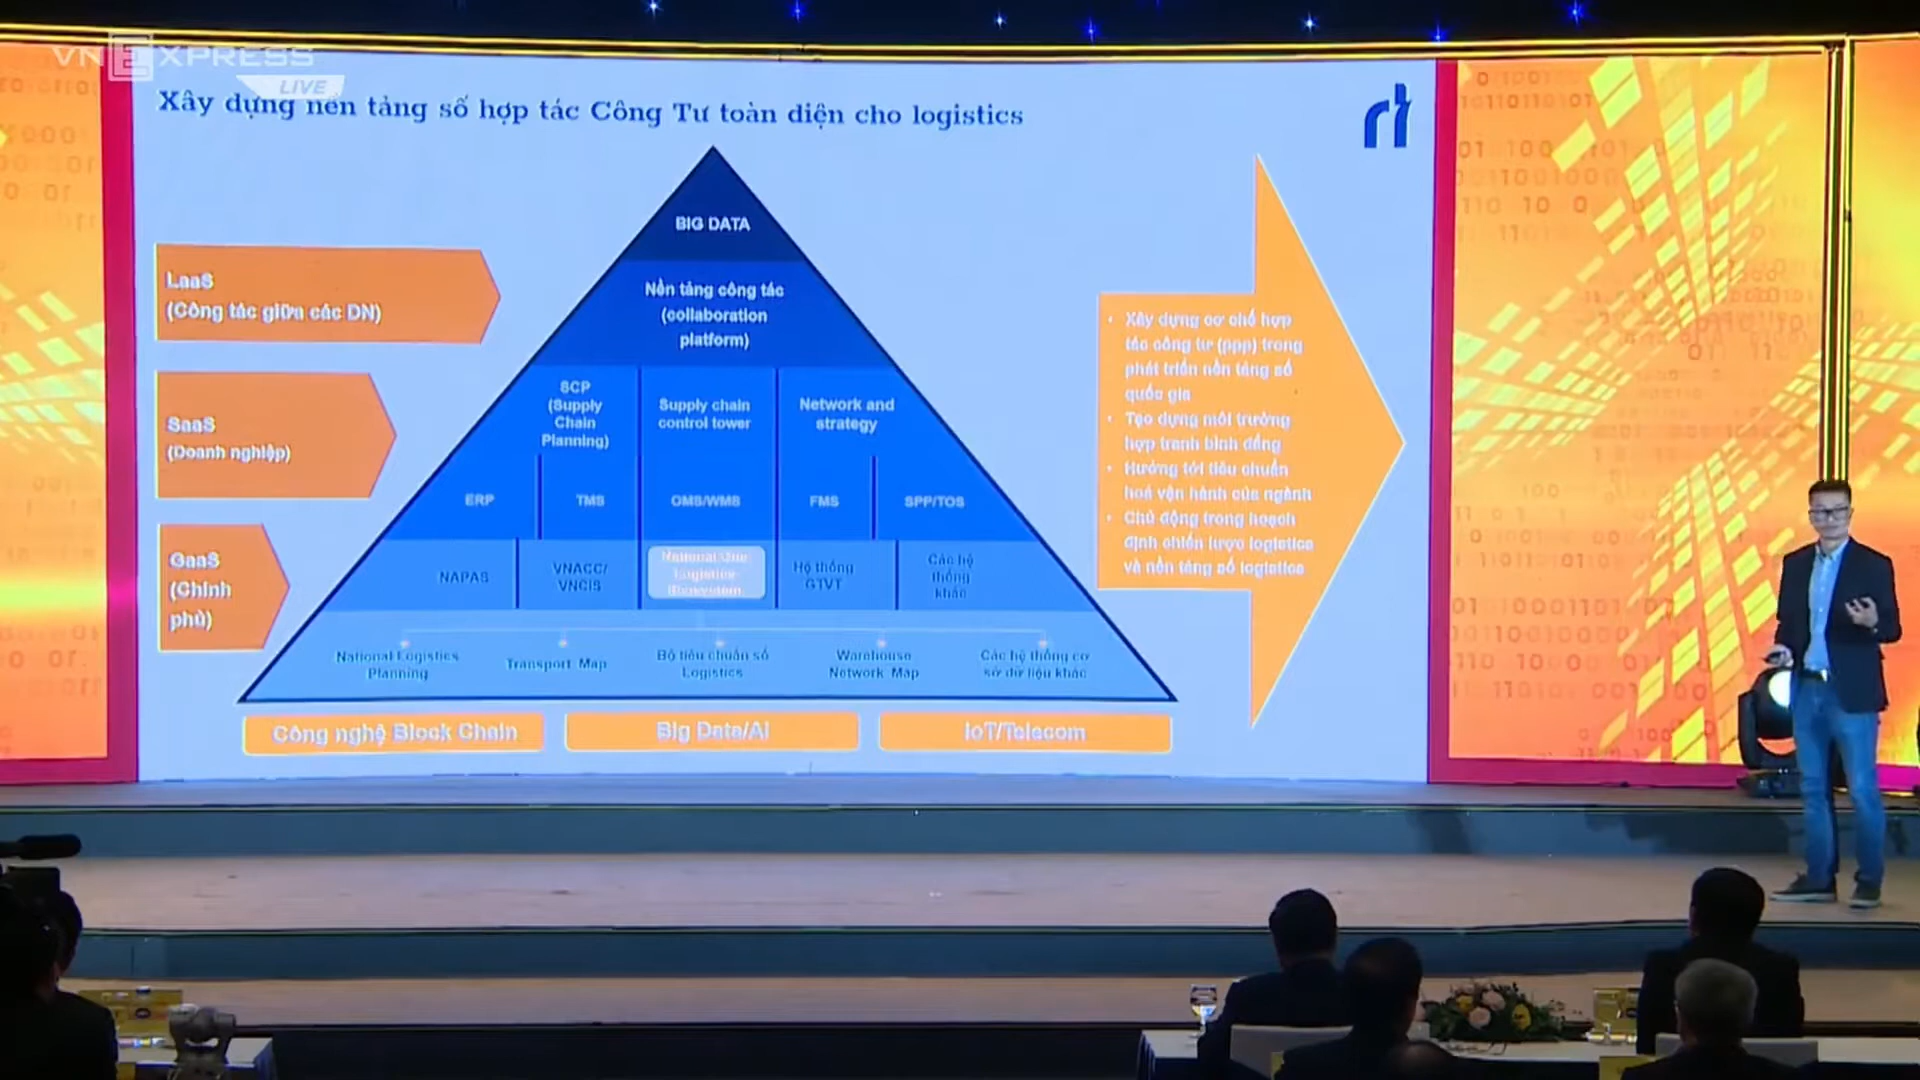 VNEXPRESS
LIVE
Xây dựng nền tảng số hợp tác Công Tư toàn diện cho logistics
BIG DATA
Nền tảng công tác
(collaboration
platform)
LaaS
(Công tác giữa các DN)
SaaS
(Doanh nghiệp)
GaaS
(Chính
phủ)
SCP
(Supply
Chain
Planning)
Supply chain
control tower
Network and
strategy
ERP
TMS
OMS/WMS
FMS
SPP/TOS
NAPAS
VNACC/
VNCIS
National One
Logistics
Ecosystem
Hệ thống
GTVT
Các hệ
thống
khác
National Logistics
Planning
Transport Map
Bộ tiêu chuẩn số
Logistics
Warehouse
Network Map
Các hệ thống cơ
sở dữ liệu khác
Công nghệ Block Chain
Big Data/AI
IoT/Telecom
• Xây dựng cơ chế hợp
tác công tư (ppp) trong
phát triển nền tảng số
quốc gia
• Tạo dựng môi trường
hợp tranh bình đẳng
• Hướng tới tiêu chuẩn
hoá vận hành của ngành
• Chủ động trong hoạch
định chiến lược logistics
và nền tảng số logistics